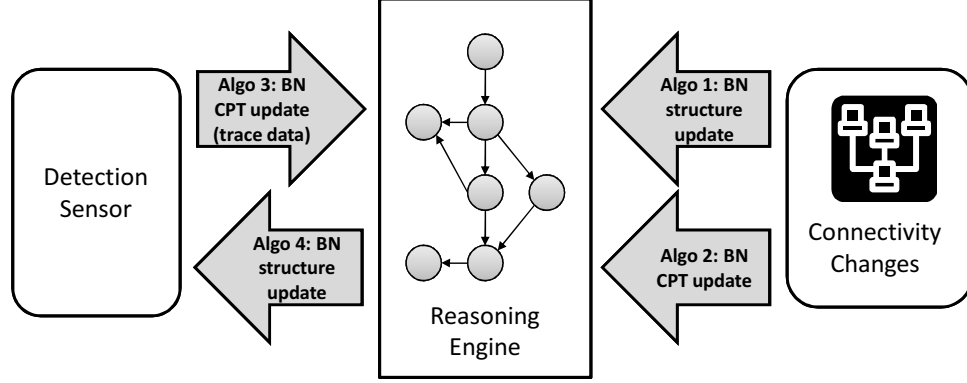 Detection
Sensor
Algo 3: BN
CPT update
(trace data)
Algo 4: BN
structure
update
Reasoning
Engine
Algo 1: BN
structure
update
Algo 2: BN
CPT update
Connectivity
Changes